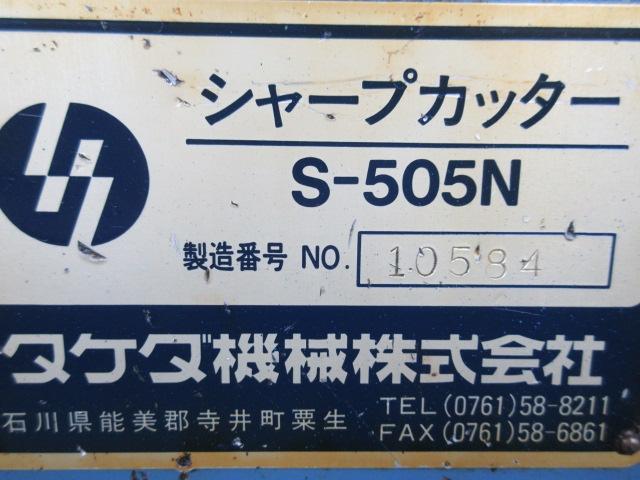 シャープカッター
S-505N
製造番号 NO. 10584
タケダ機械株式会社
石川県能美郡寺井町粟生
TEL (0761)58-8211
FAX (0761)58-6861